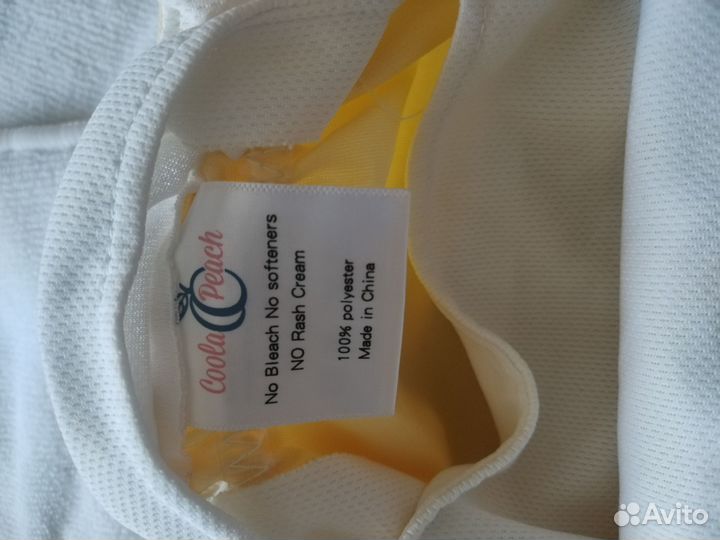 Coola Peach
No Bleach No softeners
NO Rash Cream
100% polyester
Made in China
Avito